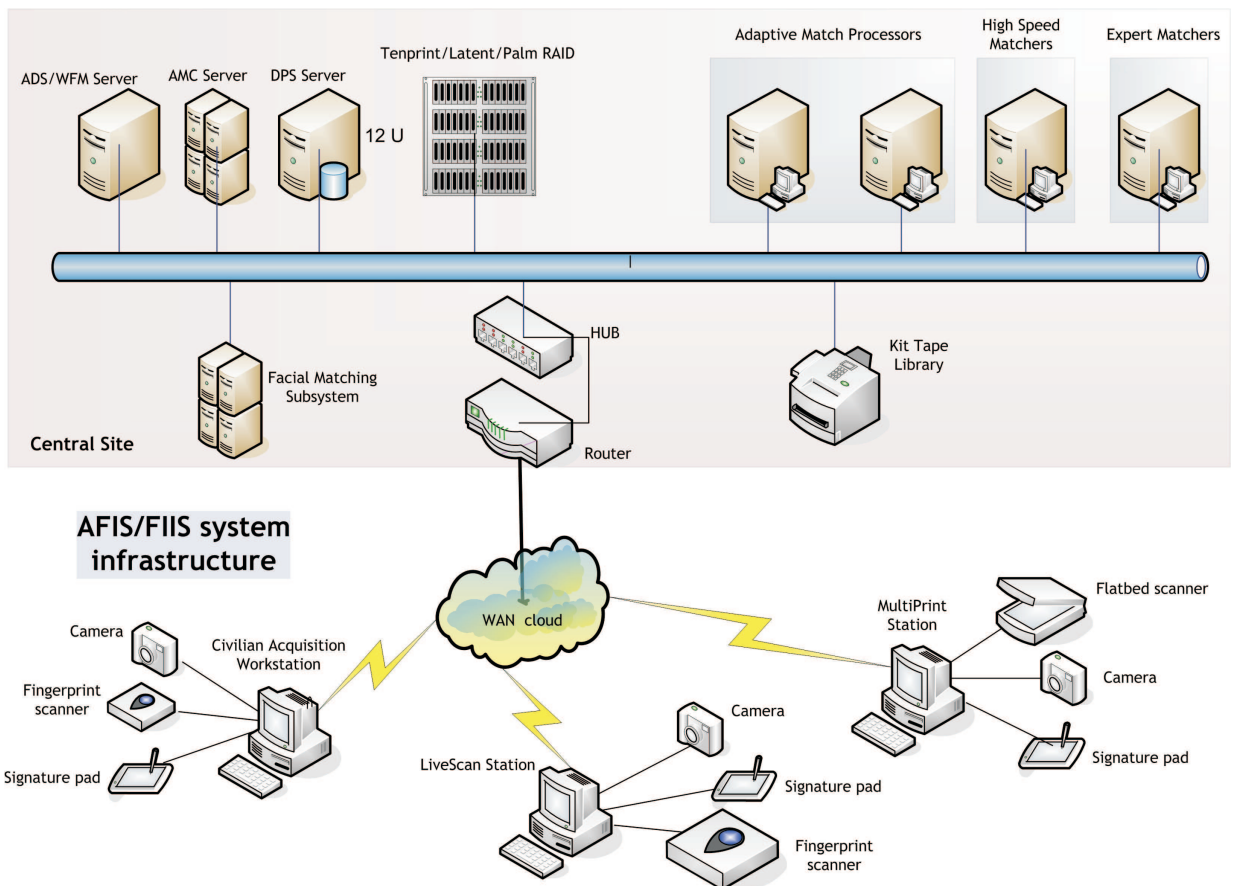 ADS/WFM Server
AMC Server
DPS Server
12 U
Tenprint/Latent/Palm RAID
Adaptive Match Processors
High Speed
Matchers
Expert Matchers
Facial Matching
Subsystem
HUB
Router
Kit Tape
Library
Central Site
AFIS/FIIS system
infrastructure
WAN cloud
Camera
Fingerprint
scanner
Signature pad
Civilian Acquisition
Workstation
LiveScan Station
Camera
Signature pad
Fingerprint
scanner
MultiPrint
Station
Flatbed scanner
Camera
Signature pad